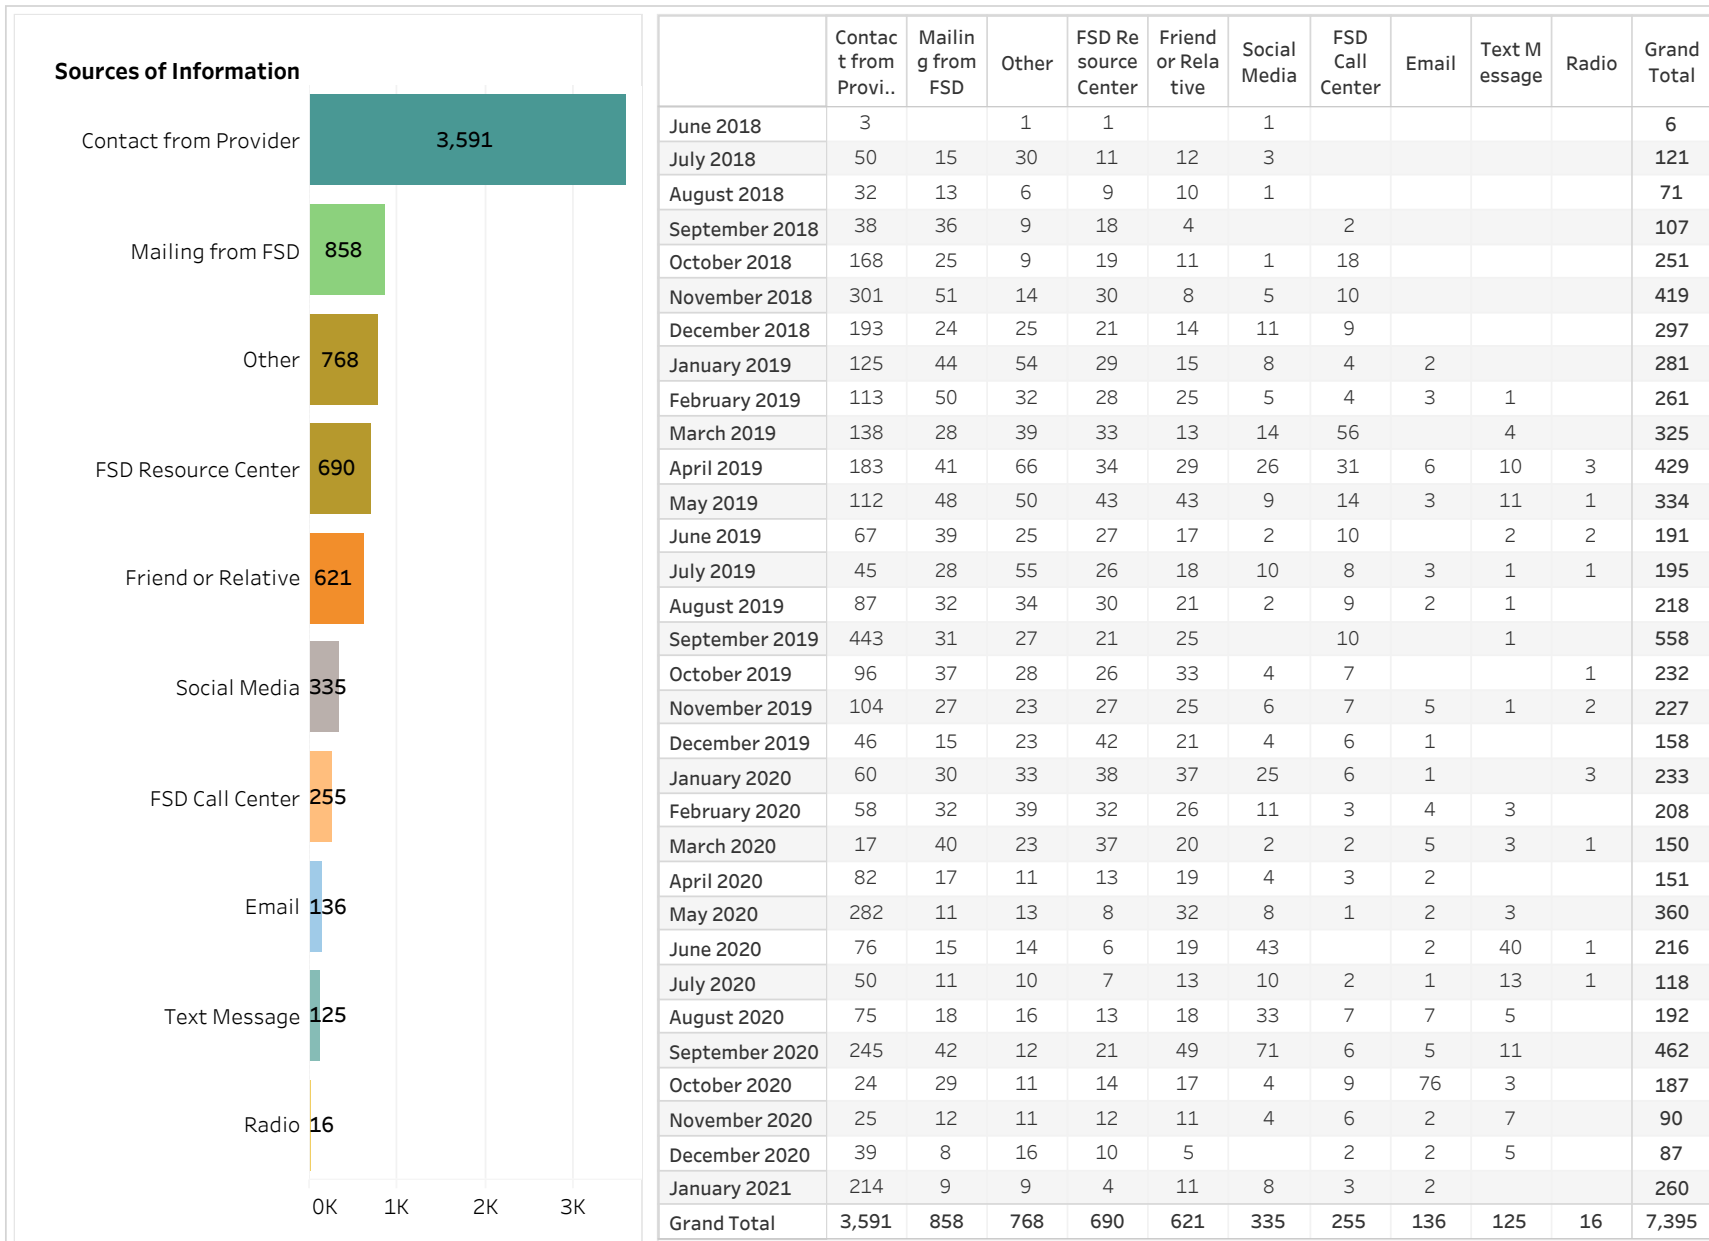 Sources of Information
Contact from Provider 3,591
Mailing from FSD 858
Other 768
FSD Resource Center 690
Friend or Relative 621
Social Media 335
FSD Call Center 255
Email 136
Text Message 125
Radio 16
0K 1K 2K 3K
Contac t from Provi.. Mailin g from FSD Other FSD Re source Center Friend or Rela tive Social Media FSD Call Center Email Text M essage Radio Grand Total
June 2018 3 1 1 1 6
July 2018 50 15 30 11 12 3 121
August 2018 32 13 6 9 10 1 71
September 2018 38 36 9 18 4 2 107
October 2018 168 25 9 19 11 1 18 251
November 2018 301 51 14 30 8 5 10 419
December 2018 193 24 25 21 14 11 9 297
January 2019 125 44 54 29 15 8 4 2 281
February 2019 113 50 32 28 25 5 4 3 1 261
March 2019 138 28 39 33 13 14 56 4 325
April 2019 183 41 66 34 29 26 31 6 10 3 429
May 2019 112 48 50 43 43 9 14 3 11 1 334
June 2019 67 39 25 27 17 2 10 2 2 191
July 2019 45 28 55 26 18 10 8 3 1 1 195
August 2019 87 32 34 30 21 2 9 2 1 218
September 2019 443 31 27 21 25 10 1 558
October 2019 96 37 28 26 33 4 7 1 232
November 2019 104 27 23 27 25 6 7 5 1 2 227
December 2019 46 15 23 42 21 4 6 1 158
January 2020 60 30 33 38 37 25 6 1 3 233
February 2020 58 32 39 32 26 11 3 4 3 208
March 2020 17 40 23 37 20 2 2 5 3 1 150
April 2020 82 17 11 13 19 4 3 2 151
May 2020 282 11 13 8 32 8 1 2 3 360
June 2020 76 15 14 6 19 43 2 40 1 216
July 2020 50 11 10 7 13 10 2 1 13 1 118
August 2020 75 18 16 13 18 33 7 7 5 192
September 2020 245 42 12 21 49 71 6 5 11 462
October 2020 24 29 11 14 17 4 9 76 3 187
November 2020 25 12 11 12 11 4 6 2 7 90
December 2020 39 8 16 10 5 2 2 5 87
January 2021 214 9 9 4 11 8 3 2 260
Grand Total 3,591 858 768 690 621 335 255 136 125 16 7,395